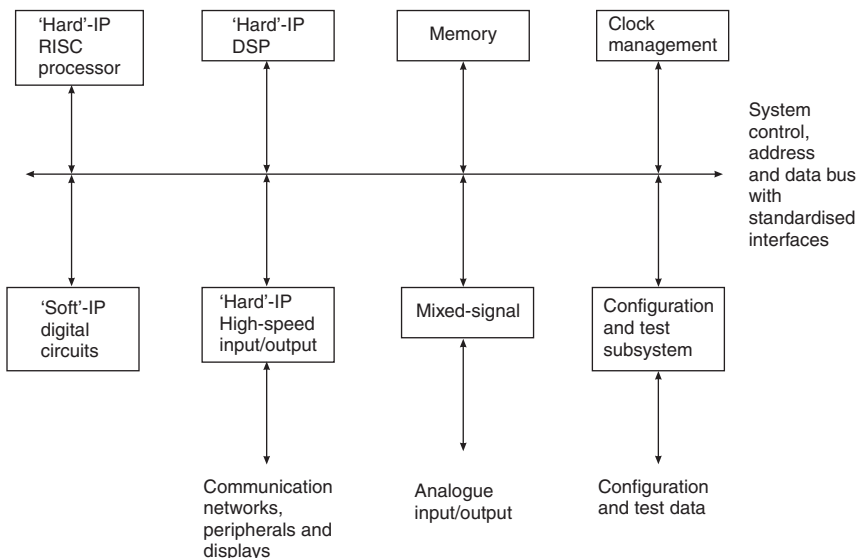 'Hard'-IP
RISC
processor
'Hard'-IP
DSP
Memory
Clock
management
System
control,
address
and data bus
with
standardised
interfaces
'Soft'-IP
digital
circuits
'Hard'-IP
High-speed
input/output
Mixed-signal
Configuration
and test
subsystem
Communication
networks,
peripherals and
displays
Analogue
input/output
Configuration
and test data